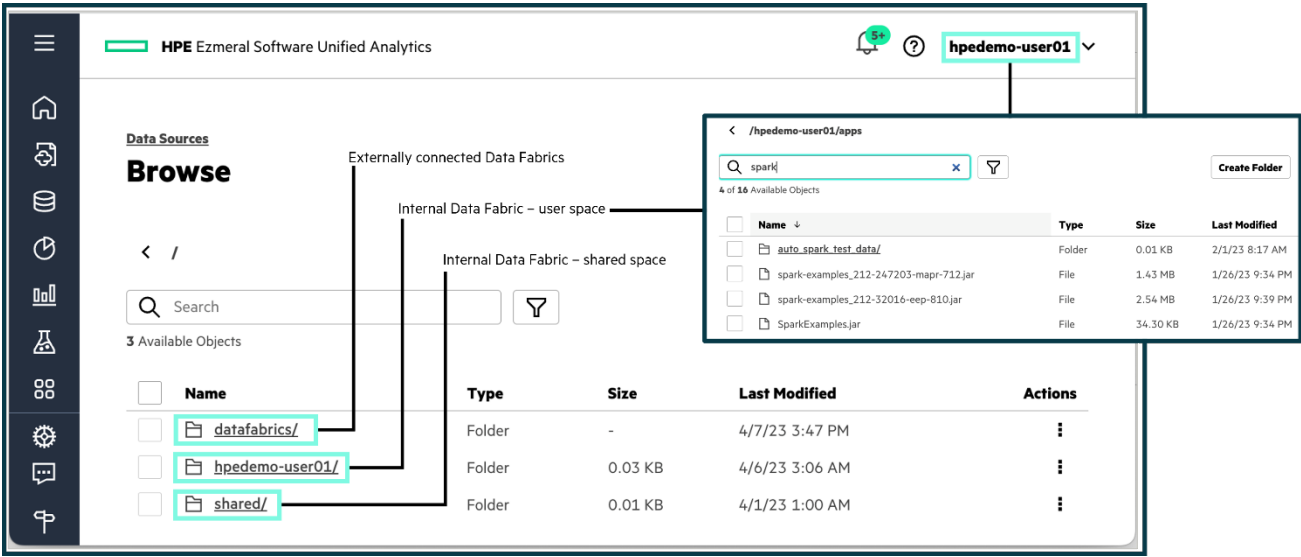 HPE Ezmeral Software Unified Analytics
5+
hpedemo-user01
Data Sources
Browse
Externally connected Data Fabrics
Internal Data Fabric – user space
Internal Data Fabric – shared space
< /
Search
3 Available Objects
Name Type Size Last Modified Actions
datafabrics/ Folder - 4/7/23 3:47 PM
hpedemo-user01/ Folder 0.03 KB 4/6/23 3:06 AM
shared/ Folder 0.01 KB 4/1/23 1:00 AM
< /hpedemo-user01/apps
spark
Create Folder
4 of 16 Available Objects
Name Type Size Last Modified
auto_spark_test_data/ Folder 0.01 KB 2/1/23 8:17 AM
spark-examples_212-247203-mapr-712.jar File 1.43 MB 1/26/23 9:34 PM
spark-examples_212-32016-eep-810.jar File 2.54 MB 1/26/23 9:39 PM
SparkExamples.jar File 34.30 KB 1/26/23 9:34 PM